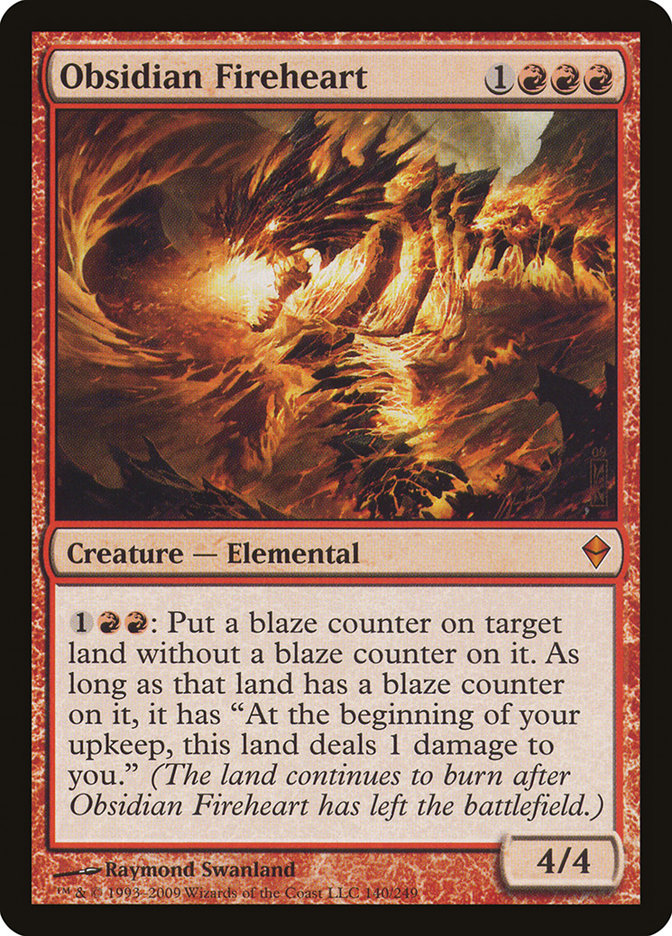 Obsidian Fireheart 1
Creature — Elemental
1: Put a blaze counter on target
land without a blaze counter on it. As
long as that land has a blaze counter
on it, it has “At the beginning of your
upkeep, this land deals 1 damage to
you.” (The land continues to burn after
Obsidian Fireheart has left the battlefield.)
4/4
Raymond Swanland
™ & © 1993–2009 Wizards of the Coast LLC 140/249